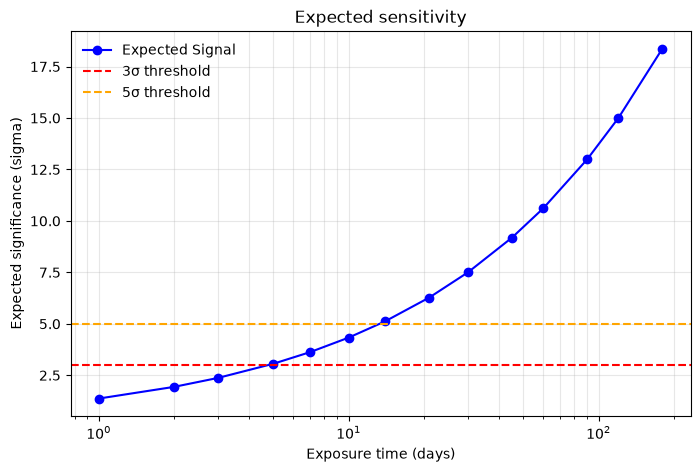 Expected sensitivity
Expected Signal
3σ threshold
5σ threshold
Expected significance (sigma)
17.5
15.0
12.5
10.0
7.5
5.0
2.5
10⁰
10¹
10²
Exposure time (days)